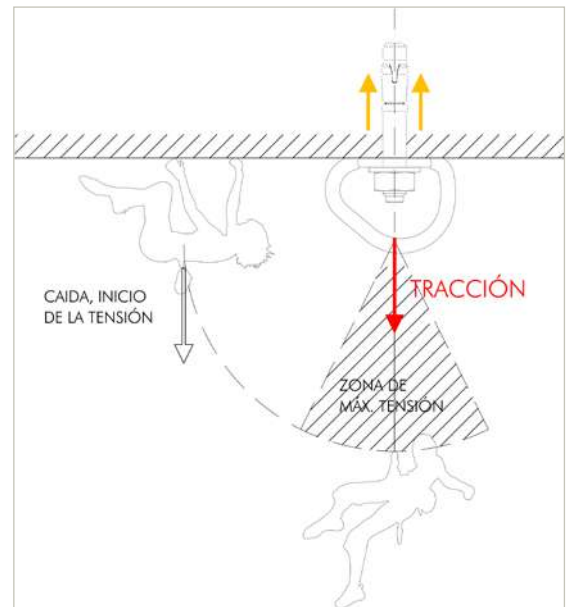 CAIDA, INICIO
DE LA TENSIÓN
TRACCIÓN
ZONA DE
MÁX. TENSIÓN